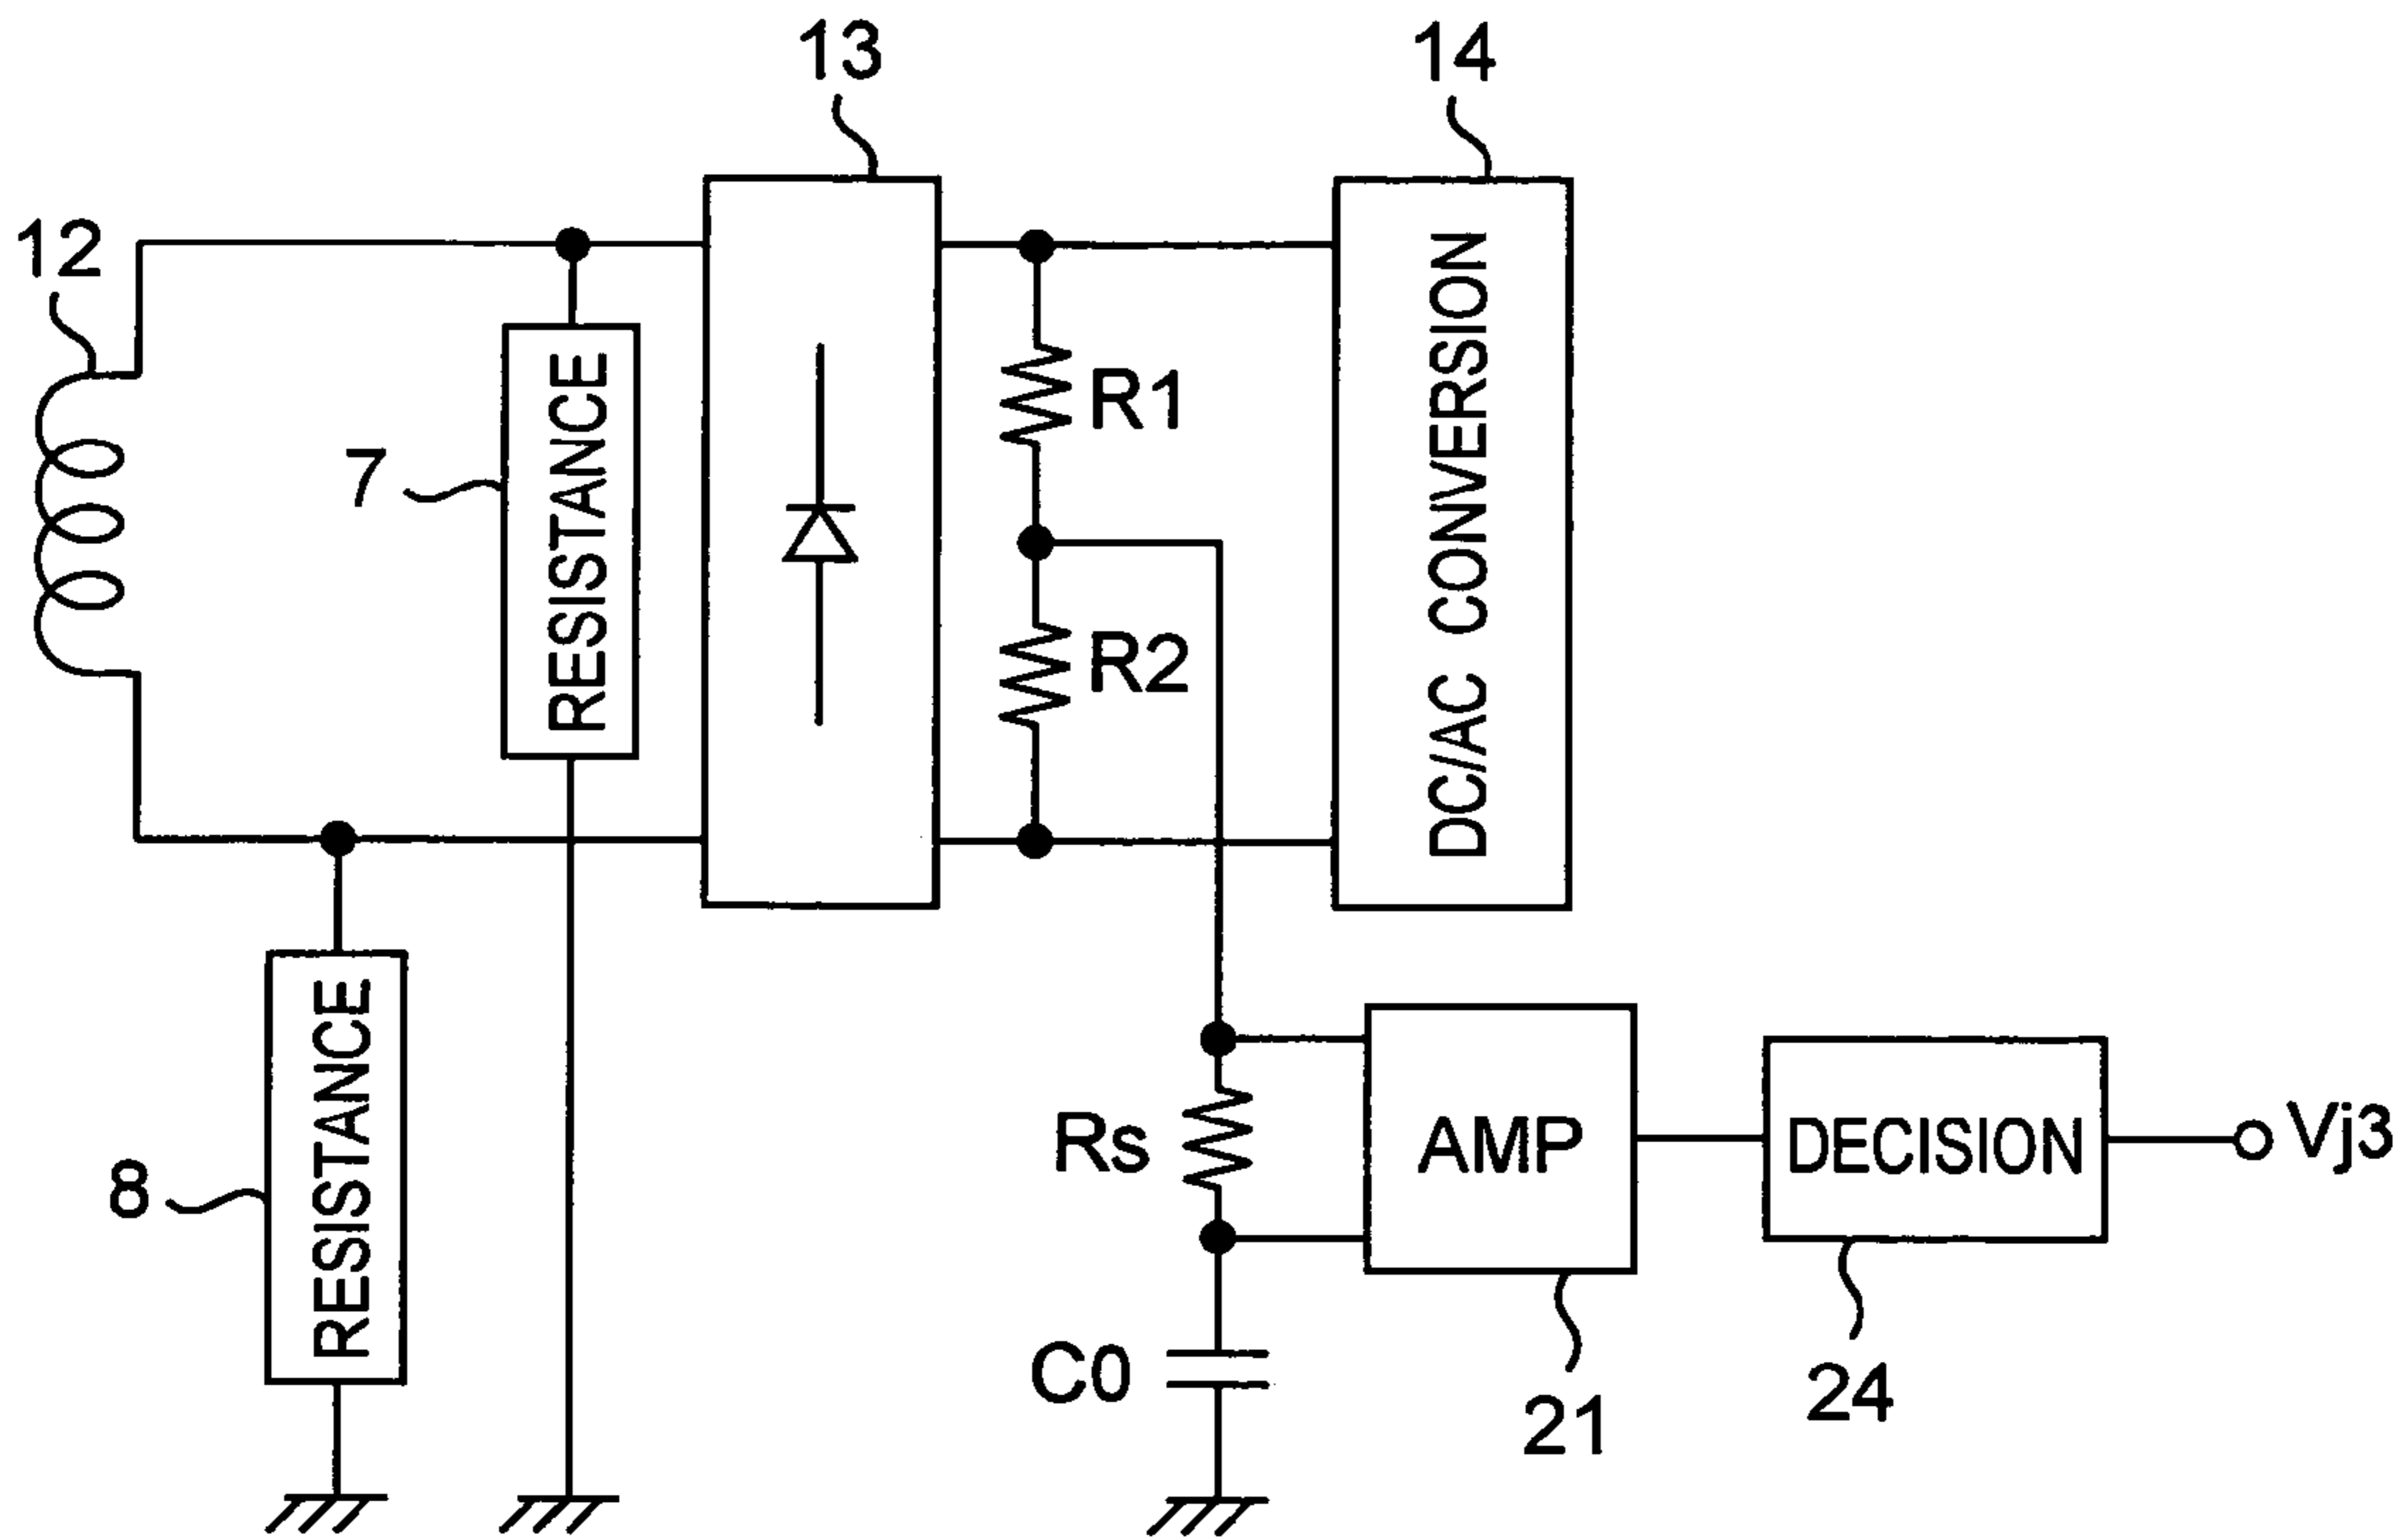 13
14
12
7
RESISTANCE
R1
R2
DC/AC CONVERSION
8
RESISTANCE
Rs
AMP
DECISION
Vj3
C0
21
24